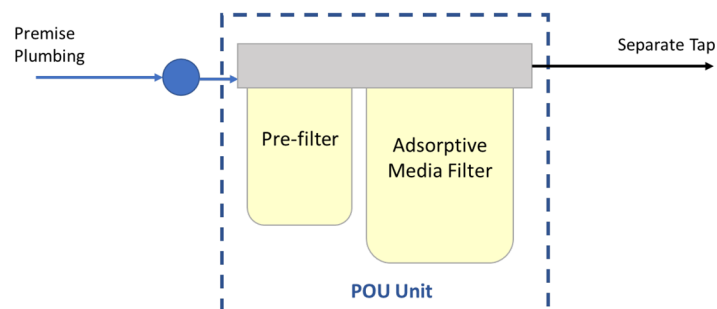 Premise
Plumbing
Separate Tap
Pre-filter
Adsorptive
Media Filter
POU Unit